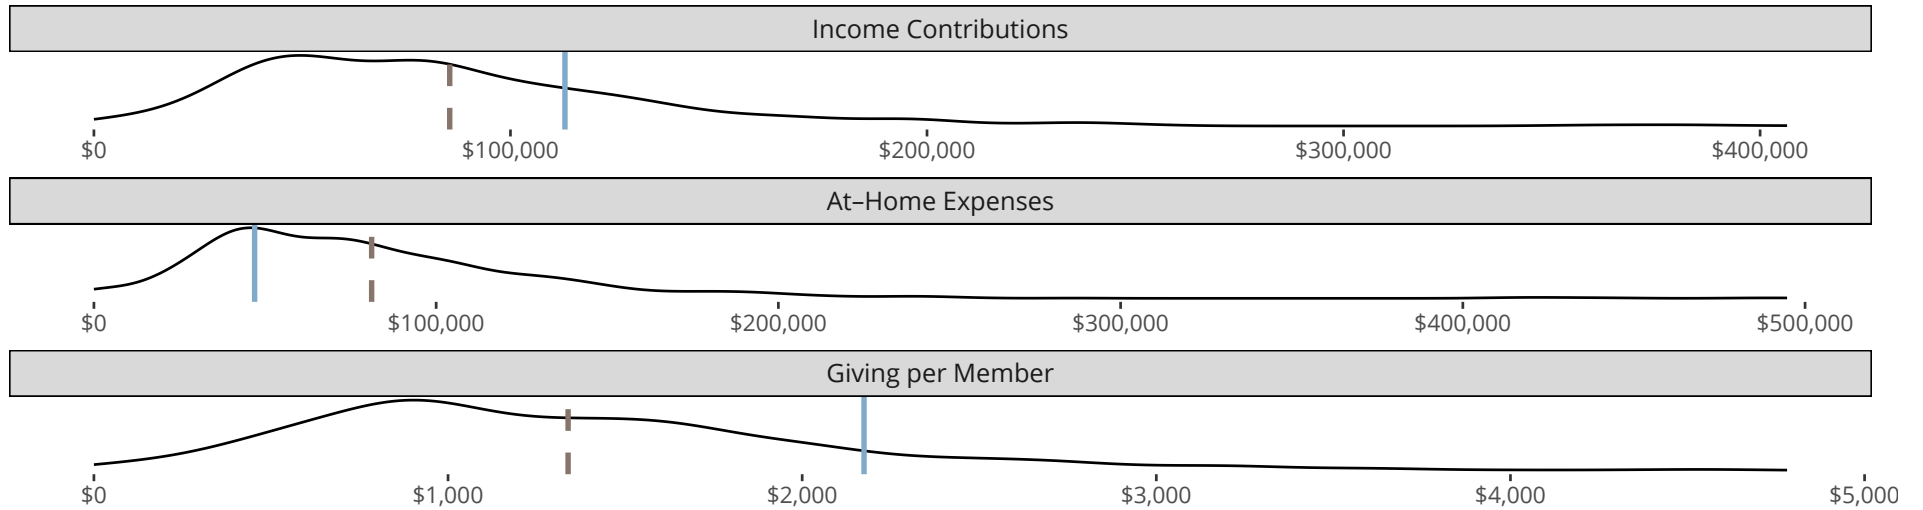 Income Contributions
$0 $100,000 $200,000 $300,000 $400,000
At–Home Expenses
$0 $100,000 $200,000 $300,000 $400,000 $500,000
Giving per Member
$0 $1,000 $2,000 $3,000 $4,000 $5,000